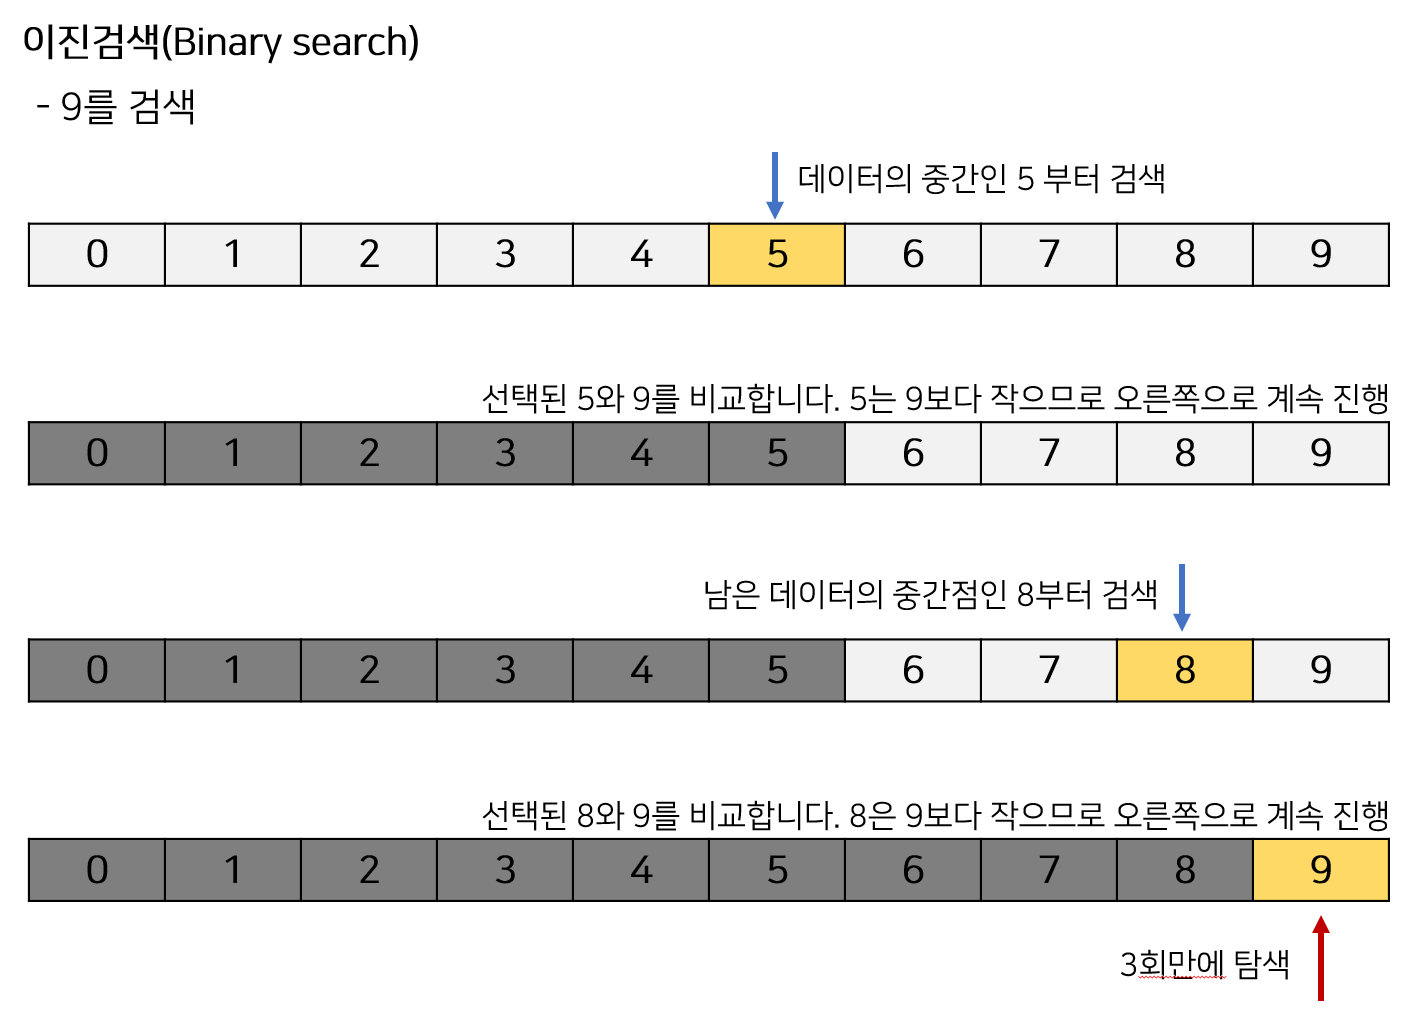 이진검색(Binary search)
- 9를 검색
데이터의 중간인 5 부터 검색
0 1 2 3 4 5 6 7 8 9
선택된 5와 9를 비교합니다. 5는 9보다 작으므로 오른쪽으로 계속 진행
0 1 2 3 4 5 6 7 8 9
남은 데이터의 중간점인 8부터 검색
0 1 2 3 4 5 6 7 8 9
선택된 8와 9를 비교합니다. 8은 9보다 작으므로 오른쪽으로 계속 진행
0 1 2 3 4 5 6 7 8 9
3회만에 탐색